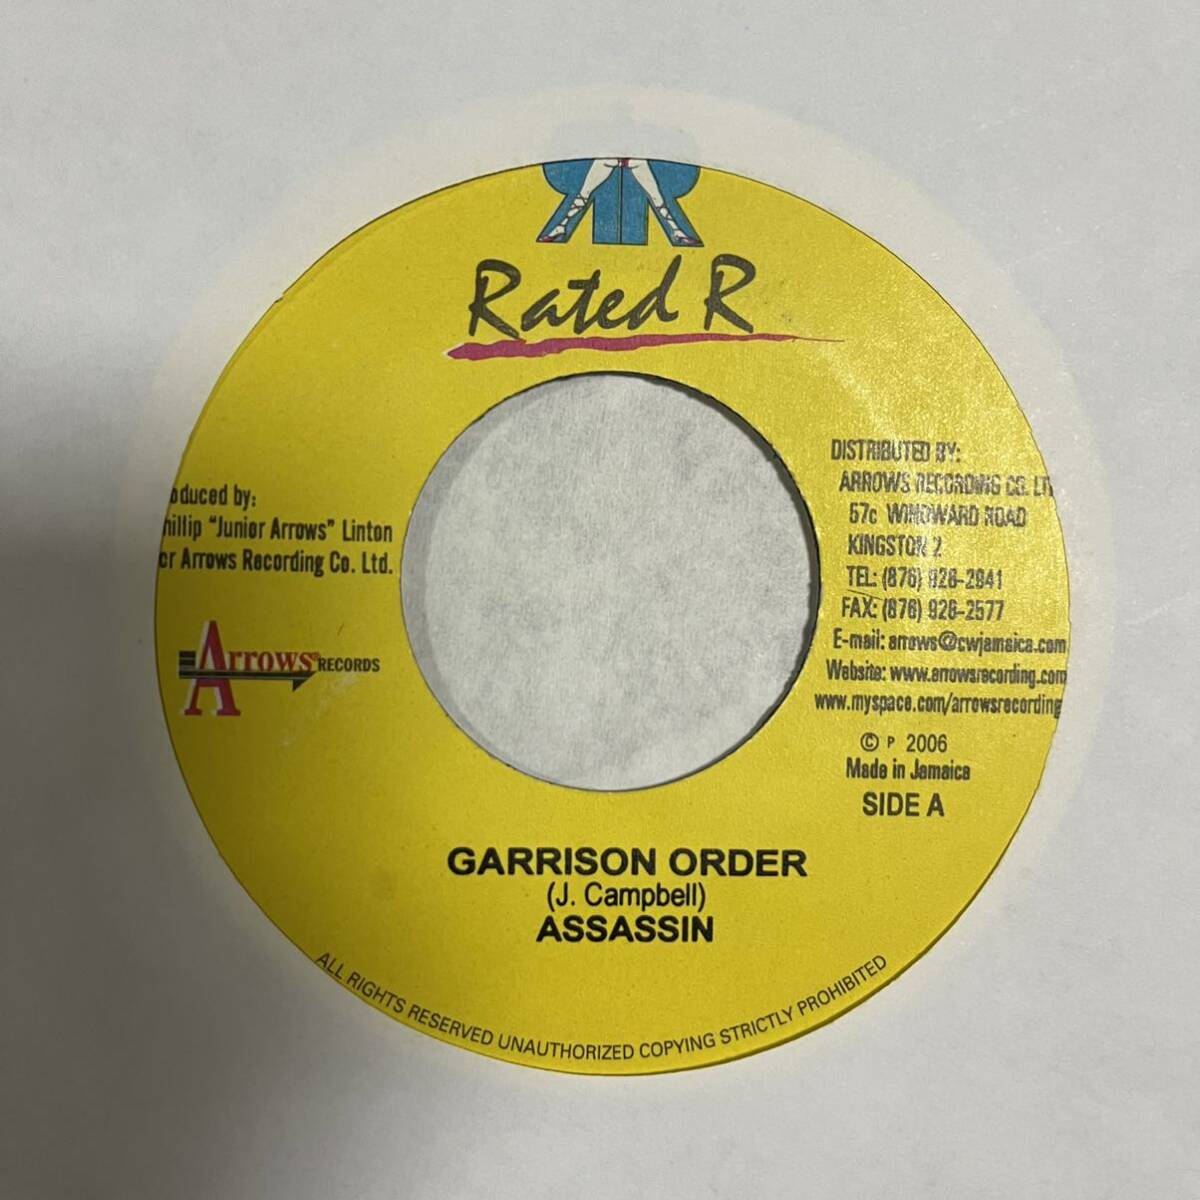 RR
Rated R
oduced by:
hillip "Junior Arrows" Linton
or Arrows Recording Co. Ltd.
Arrows RECORDS
DISTRIBUTED BY:
ARROWS RECORDING CO. LT
57c WINDWARD ROAD
KINGSTON 2
TEL: (876) 928-2941
FAX: (876) 928-2577
E-mail: arrows@cwjamaica.com
Website: www.arrowsrecording.com
www.myspace.com/arrowsrecording
© P 2006
Made in Jamaica
SIDE A
GARRISON ORDER
(J. Campbell)
ASSASSIN
ALL RIGHTS RESERVED UNAUTHORIZED COPYING STRICTLY PROHIBITED